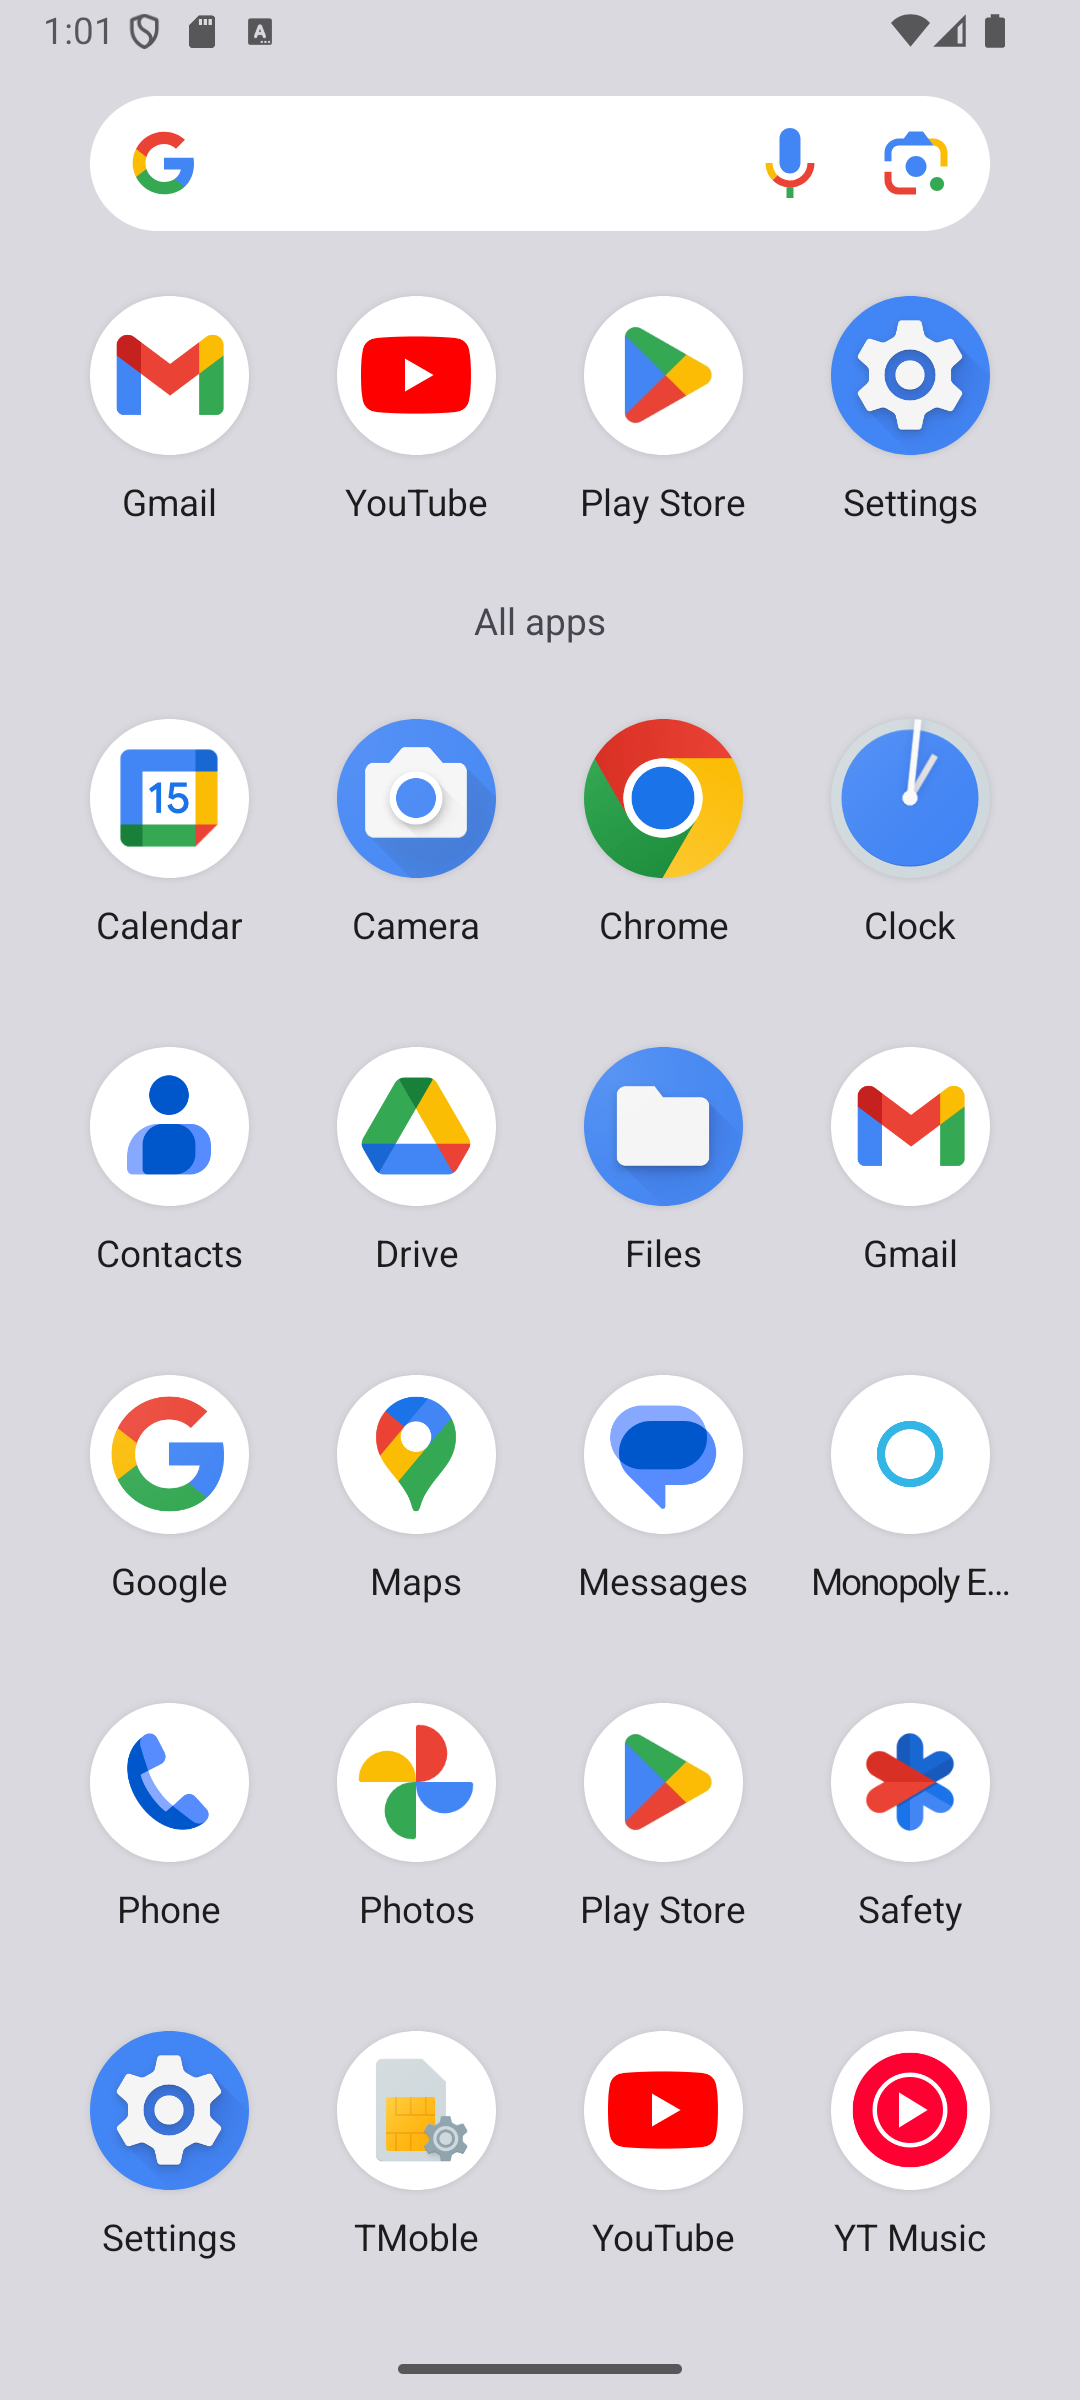 1:01
Gmail YouTube Play Store Settings
All apps
15
Calendar Camera Chrome Clock
Contacts Drive Files Gmail
Google Maps Messages Monopoly E...
Phone Photos Play Store Safety
Settings TMoble YouTube YT Music